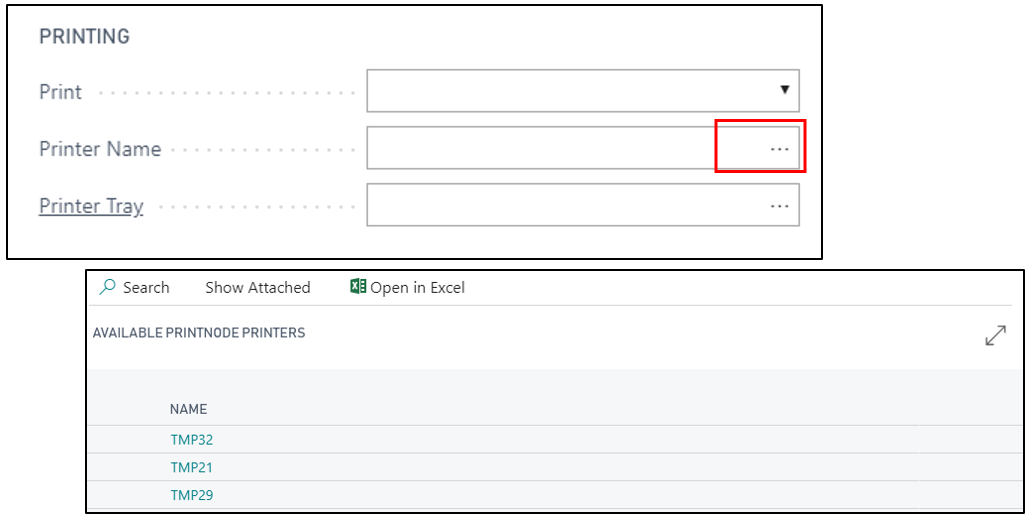 PRINTING
Print
Printer Name
Printer Tray
Search Show Attached Open in Excel
AVAILABLE PRINTNODE PRINTERS
NAME
TMP32
TMP21
TMP29